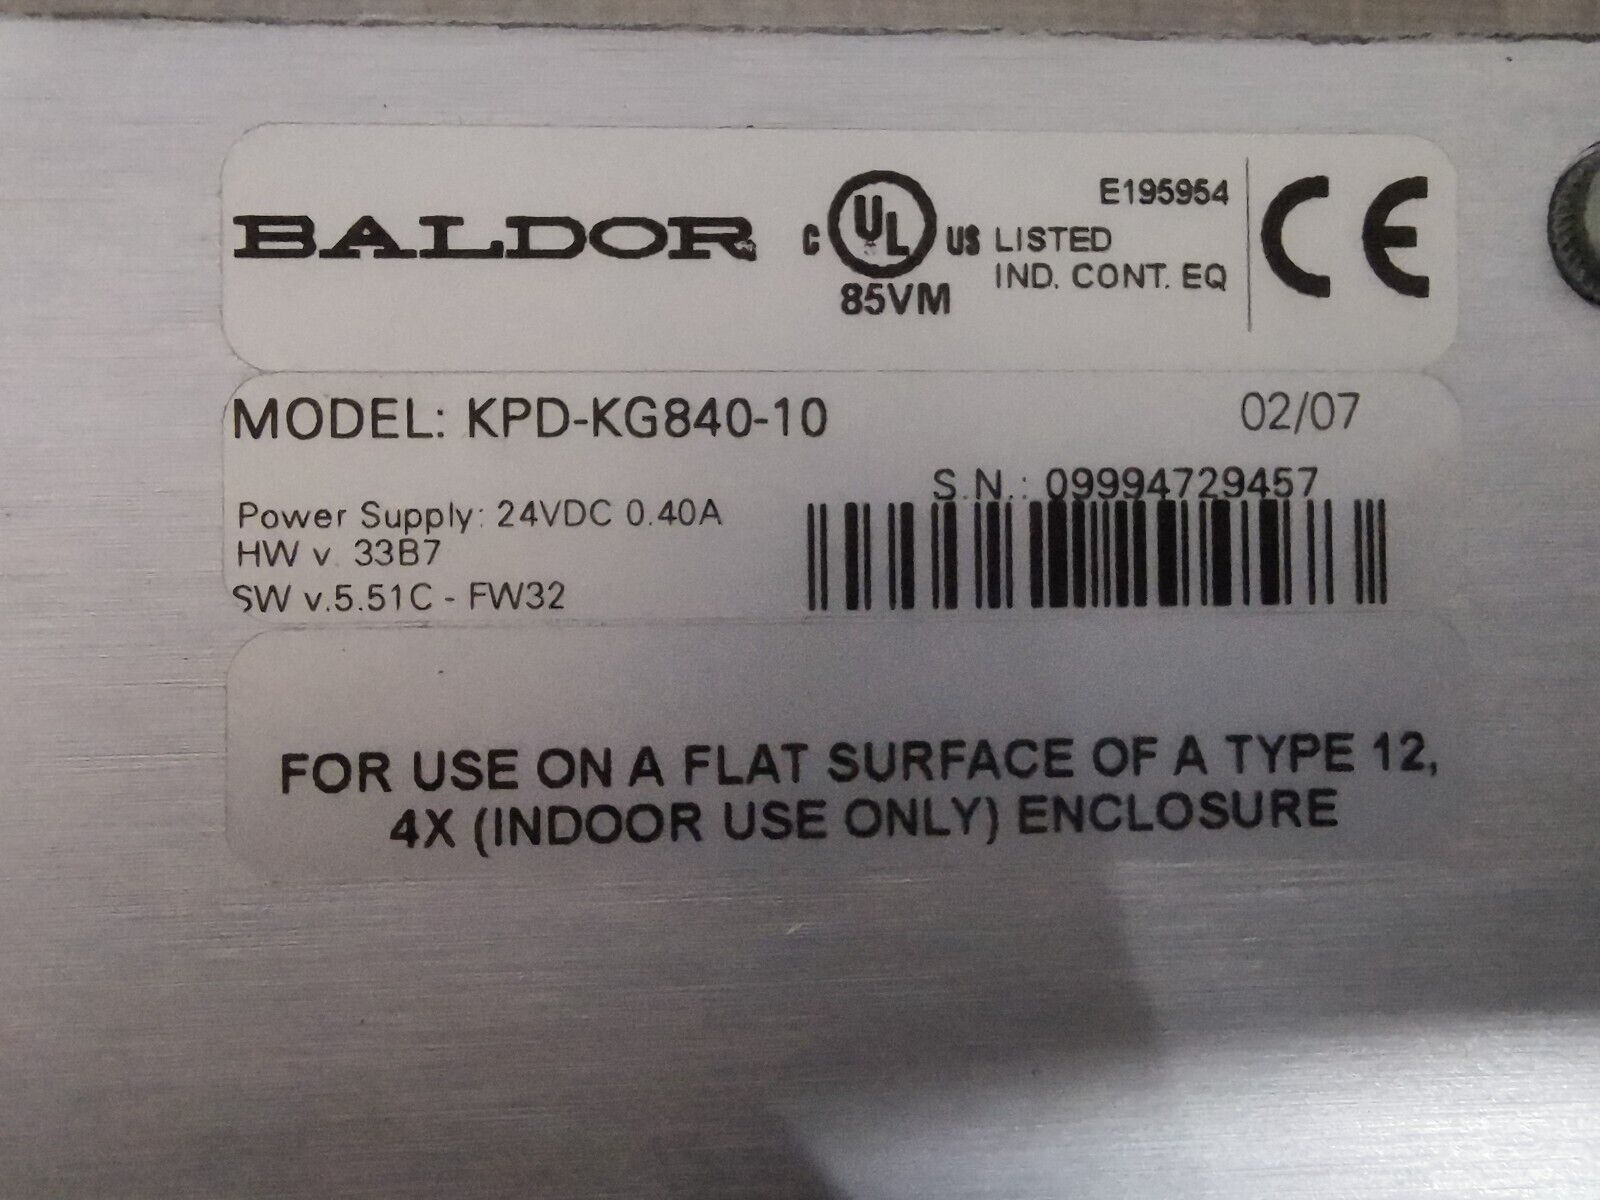 BALDOR
C UL US
85VM
E195954
LISTED
IND. CONT. EQ
CE
MODEL: KPD-KG840-10
02/07
S.N.: 09994729457
Power Supply: 24VDC 0.40A
HW v. 33B7
SW v.5.51C - FW32
FOR USE ON A FLAT SURFACE OF A TYPE 12,
4X (INDOOR USE ONLY) ENCLOSURE